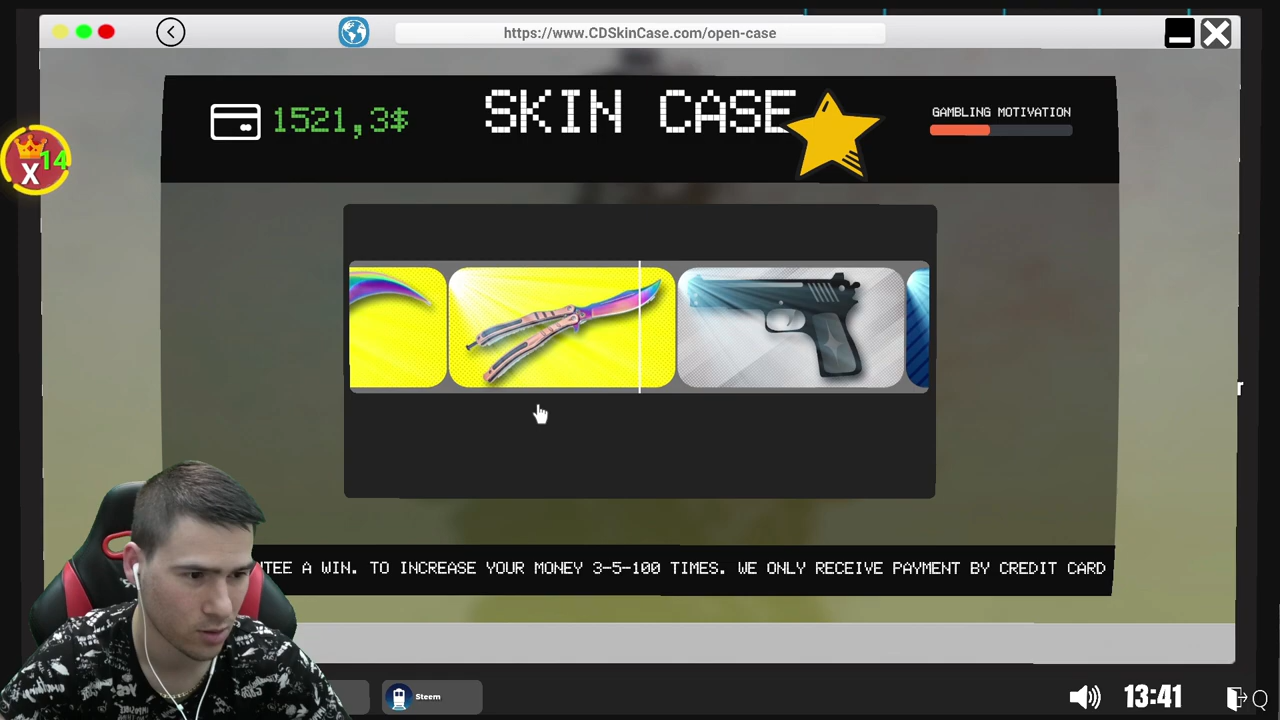 https://www.CDSkinCase.com/open-case
1521,3$
SKIN CASE
GAMBLING MOTIVATION
X14
TEE A WIN. TO INCREASE YOUR MONEY 3-5-100 TIMES. WE ONLY RECEIVE PAYMENT BY CREDIT CARD
Steem
13:41
Q